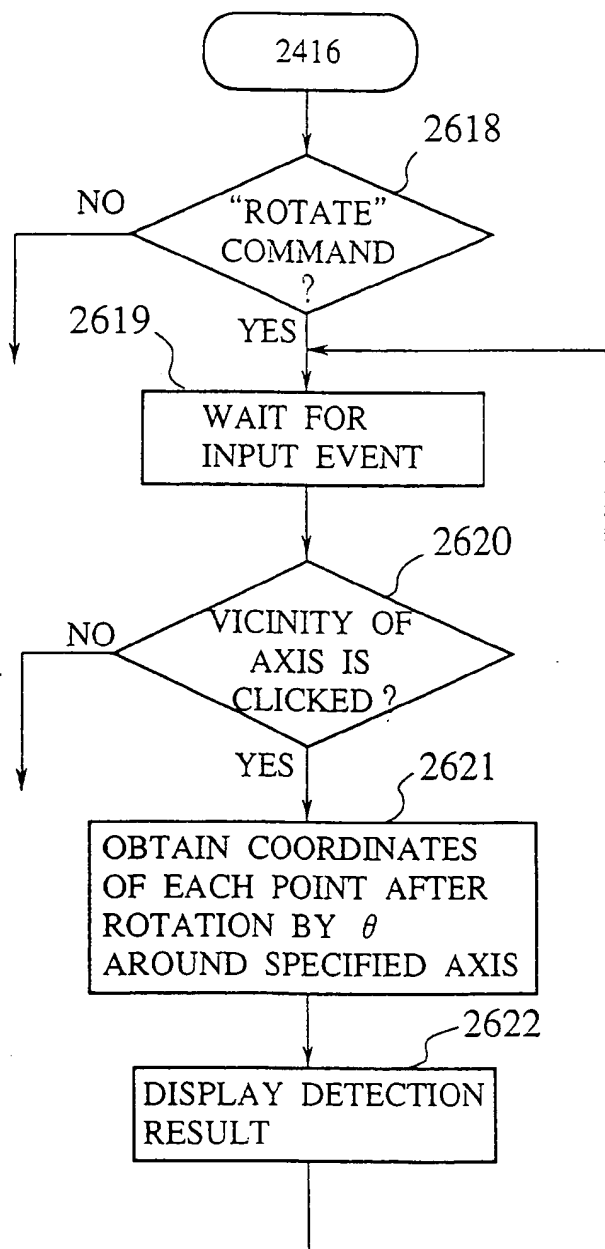 2416
2618
NO
“ROTATE”
COMMAND
?
2619
YES
WAIT FOR
INPUT EVENT
2620
NO
VICINITY OF
AXIS IS
CLICKED ?
YES
2621
OBTAIN COORDINATES
OF EACH POINT AFTER
ROTATION BY θ
AROUND SPECIFIED AXIS
2622
DISPLAY DETECTION
RESULT